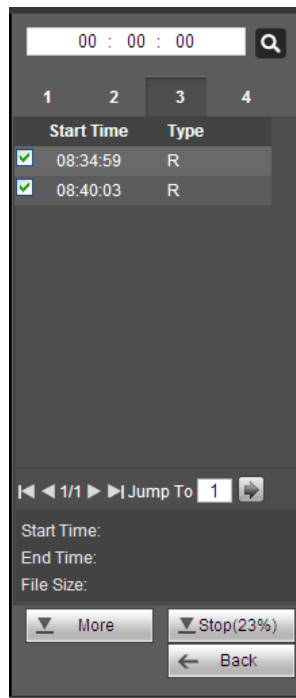 00 : 00 : 00
1 2 3 4
Start Time Type
08:34:59 R
08:40:03 R
1/1 Jump To 1
Start Time:
End Time:
File Size:
More Stop(23%)
Back